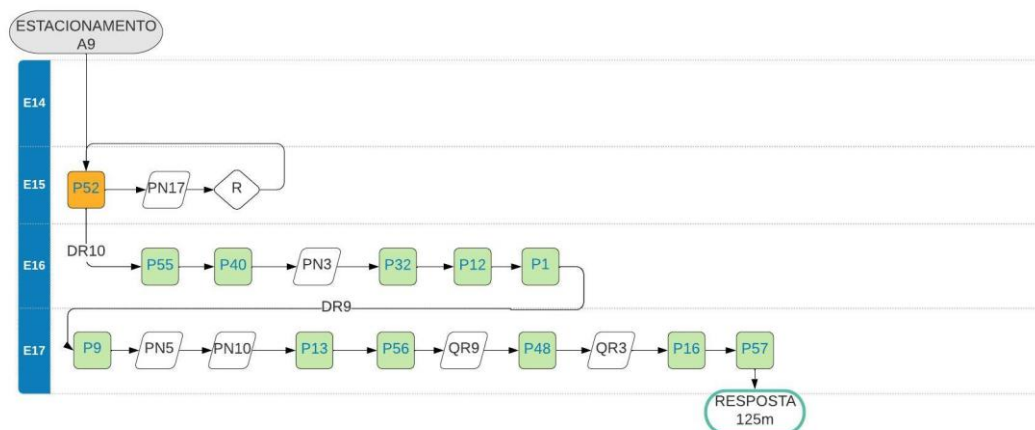 ESTACIONAMENTO
A9
E14
E15
P52
PN17
R
DR10
E16
P55
P40
PN3
P32
P12
P1
DR9
E17
P9
PN5
PN10
P13
P56
QR9
P48
QR3
P16
P57
RESPOSTA
125m